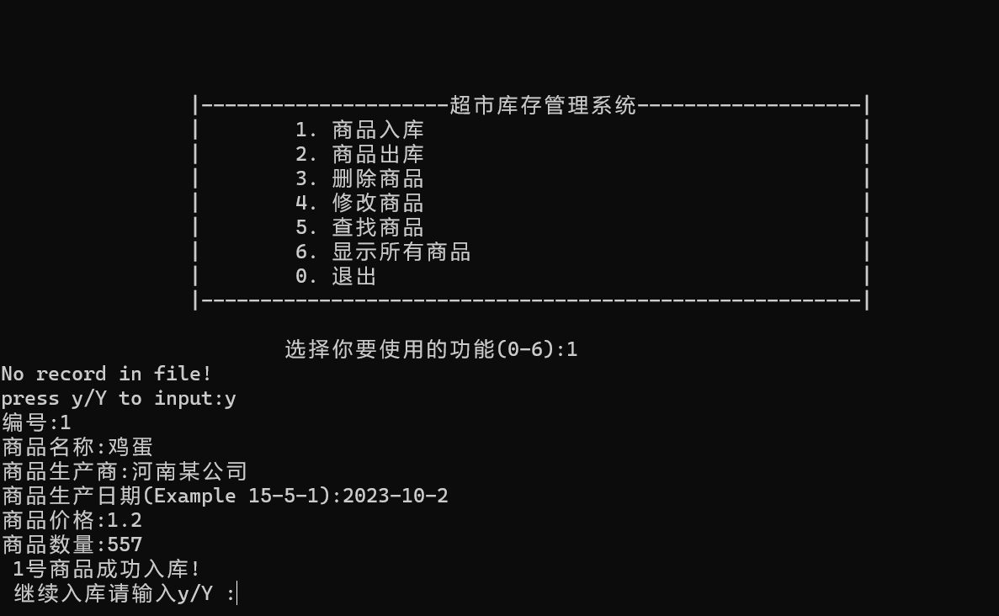 |---------------------超市库存管理系统-------------------|
| 1. 商品入库 |
| 2. 商品出库 |
| 3. 删除商品 |
| 4. 修改商品 |
| 5. 查找商品 |
| 6. 显示所有商品 |
| 0. 退出 |
|--------------------------------------------------------|
选择你要使用的功能(0-6):1
No record in file!
press y/Y to input:y
编号:1
商品名称:鸡蛋
商品生产商:河南某公司
商品生产日期(Example 15-5-1):2023-10-2
商品价格:1.2
商品数量:557
1号商品成功入库!
继续入库请输入y/Y :